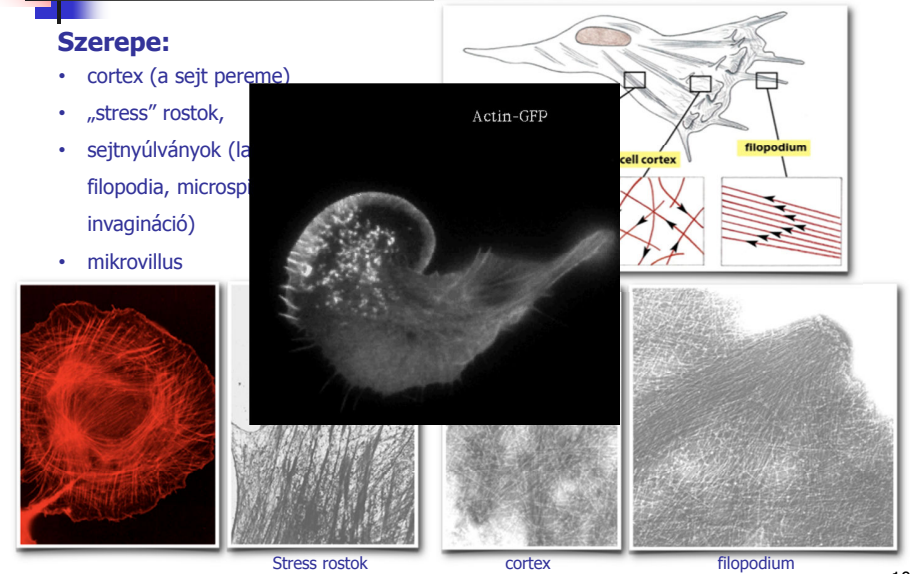 Szerepe:
• cortex (a sejt pereme)
• „stress” rostok,
• sejtnyúlványok (la
filopodia, microspi
invagináció)
• mikrovillus
Actin-GFP
cell cortex
filopodium
Stress rostok
cortex
filopodium